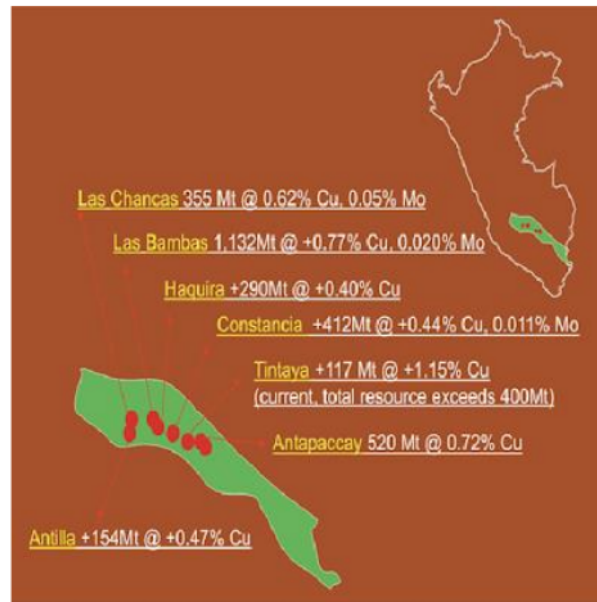 Las Chancas 355 Mt @ 0.62% Cu, 0.05% Mo
Las Bambas 1,132Mt @ +0.77% Cu, 0.020% Mo
Haquira +290Mt @ +0.40% Cu
Constancia +412Mt @ +0.44% Cu, 0.011% Mo
Tintaya +117 Mt @ +1.15% Cu
(current, total resource exceeds 400Mt)
Antapaccay 520 Mt @ 0.72% Cu
Antilla +154Mt @ +0.47% Cu